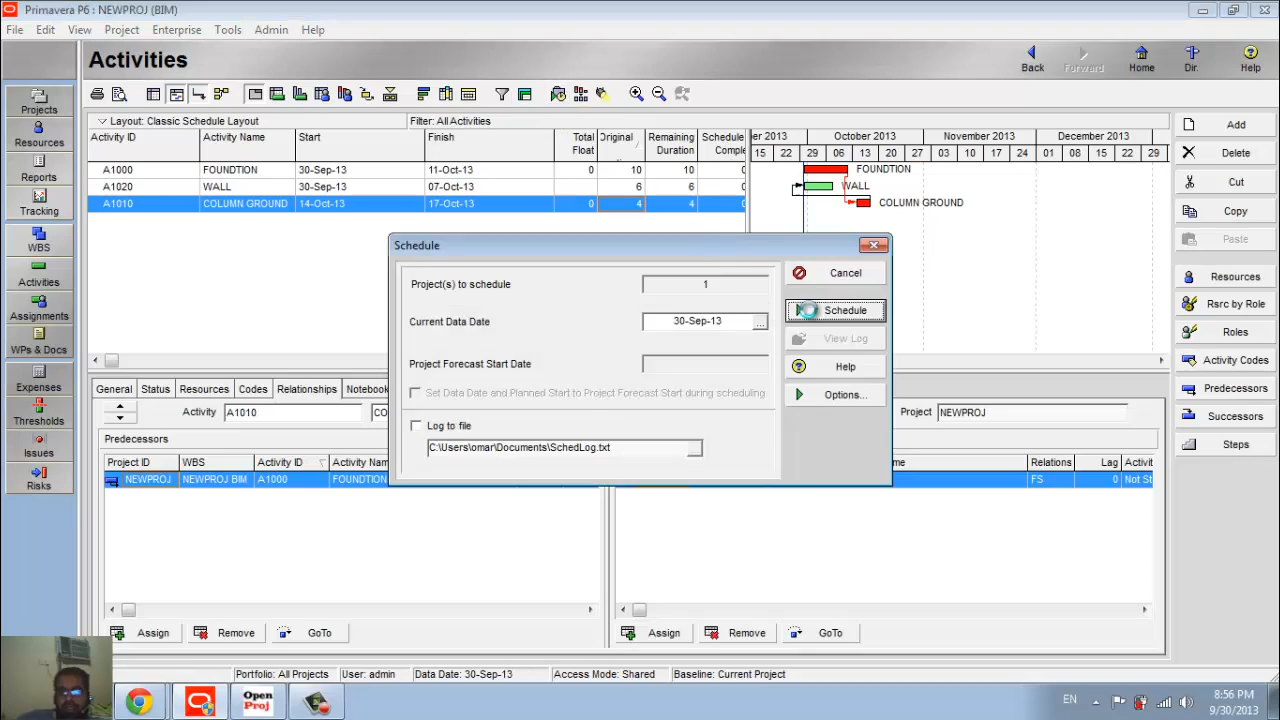 Primavera P6 : NEWPROJ (BIM)
File Edit View Project Enterprise Tools Admin Help
Activities
Back Forward Home Dir. Help
Projects
Resources
Reports
Tracking
WBS
Activities
Assignments
WPs & Docs
Expenses
Thresholds
Issues
Risks
Layout: Classic Schedule Layout Filter: All Activities
Activity ID Activity Name Start Finish Total Float Original Remaining Duration Schedule Comple
er 2013 October 2013 November 2013 December 2013
15 22 29 06 13 20 27 03 10 17 24 01 08 15 22 29
A1000 FOUNDTION 30-Sep-13 11-Oct-13 10 10 FOUNDTION
A1020 WALL 30-Sep-13 07-Oct-13 6 6 WALL
A1010 COLUMN GROUND 14-Oct-13 17-Oct-13 0 4 4 COLUMN GROUND
Schedule
Project(s) to schedule 1
Current Data Date 30-Sep-13 ...
Project Forecast Start Date
Set Data Date and Planned Start to Project Forecast Start during scheduling
Log to file
C:\Users\omar\Documents\SchedLog.txt
Cancel
Schedule
View Log
Help
Options...
Add
Delete
Cut
Copy
Paste
Resources
Rsrc by Role
Roles
Activity Codes
Predecessors
Successors
Steps
General Status Resources Codes Relationships Notebook
Activity A1010 CO Project NEWPROJ
Predecessors
Project ID WBS Activity ID Activity Nam
NEWPROJ NEWPROJ BIM A1000 FOUNDTION
me Relations Lag Activit
FS 0 Not St
Assign Remove GoTo
Assign Remove GoTo
Portfolio: All Projects User: admin Data Date: 30-Sep-13 Access Mode: Shared Baseline: Current Project
Open Proj
EN
8:56 PM
9/30/2013